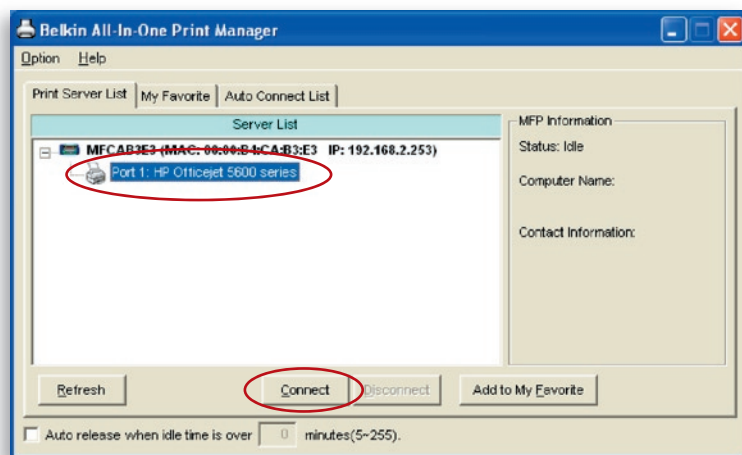 Belkin All-In-One Print Manager
Option Help
Print Server List My Favorite Auto Connect List
Server List
MFCAB3E3 (MAC: 00:00:B4:CA:B3:E3 IP: 192.168.2.253)
Port 1: HP Officejet 5600 series
MFP Information
Status: Idle
Computer Name:
Contact Information:
Refresh Connect Disconnect Add to My Favorite
Auto release when idle time is over 0 minutes(5~255).